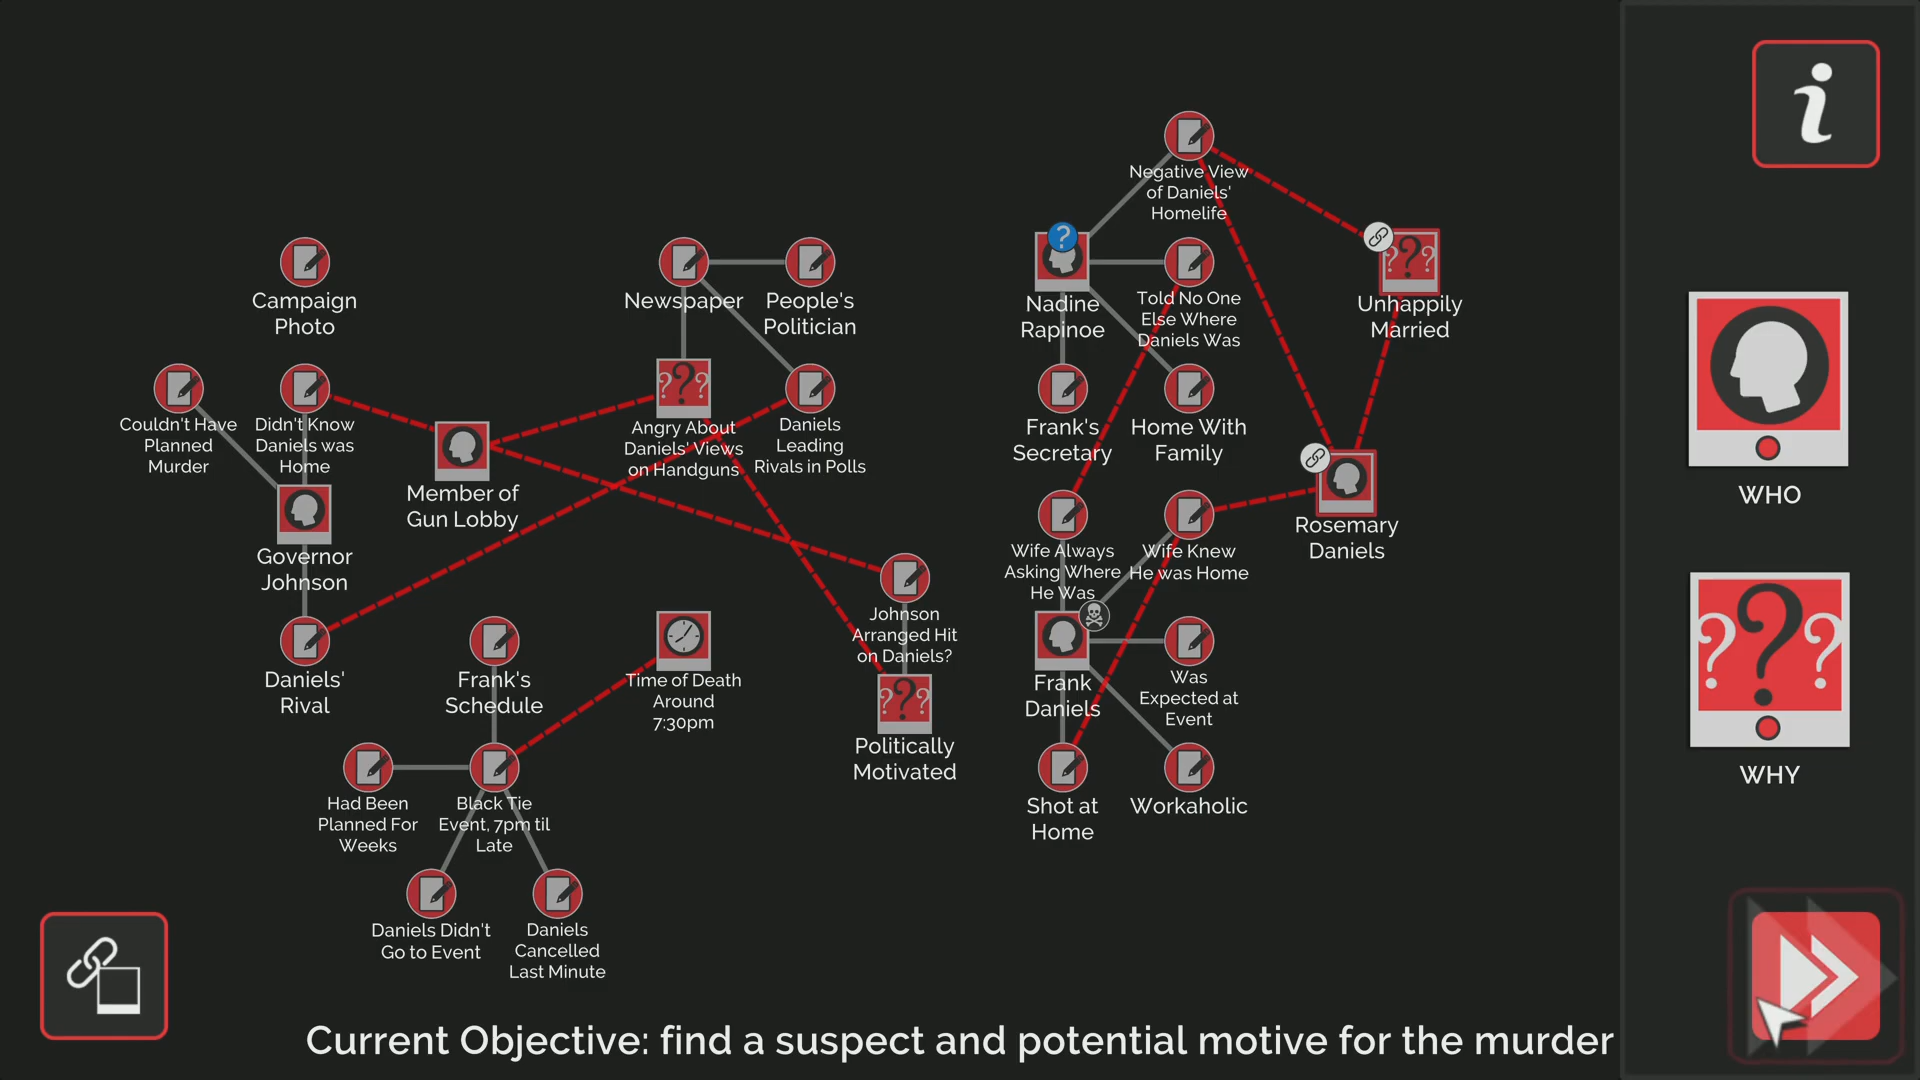 Negative View
of Daniels'
Homelife
Campaign
Photo
Newspaper
People's
Politician
Nadine
Rapinoe
Told No One
Else Where
Daniels Was
Unhappily
Married
Couldn't Have
Planned
Murder
Didn't Know
Daniels was
Home
Member of
Gun Lobby
Angry About
Daniels' Views
on Handguns
Daniels
Leading
Rivals in Polls
Frank's
Secretary
Home With
Family
Governor
Johnson
Wife Always
Asking Where
He Was
Wife Knew
He was Home
Rosemary
Daniels
Johnson
Arranged Hit
on Daniels?
Daniels'
Rival
Frank's
Schedule
Time of Death
Around
7:30pm
Frank
Daniels
Was
Expected at
Event
Politically
Motivated
Had Been
Planned For
Weeks
Black Tie
Event, 7pm til
Late
Shot at
Home
Workaholic
Daniels Didn't
Go to Event
Daniels
Cancelled
Last Minute
WHO
WHY
Current Objective: find a suspect and potential motive for the murder